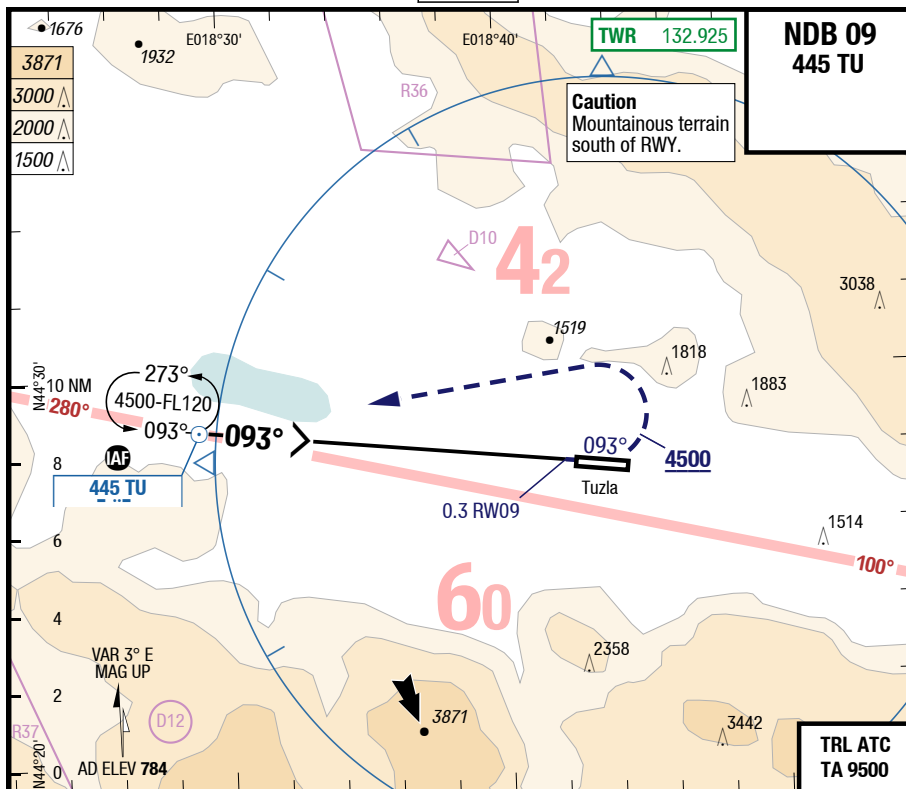 1676
E018°30'
E018°40'
TWR 132.925
NDB 09
445 TU
1932
3871
3000
2000
1500
R36
Caution
Mountainous terrain
south of RWY.
D10
42
3038
1519
1818
1883
N44°30'
10 NM
280°
273°
4500-FL120
093°
093°
093°
4500
IAF
8
445 TU
Tuzla
0.3 RW09
1514
6
100°
60
4
2358
VAR 3° E
MAG UP
2
R37
D12
3871
3442
N44°20'
0
AD ELEV 784
TRL ATC
TA 9500